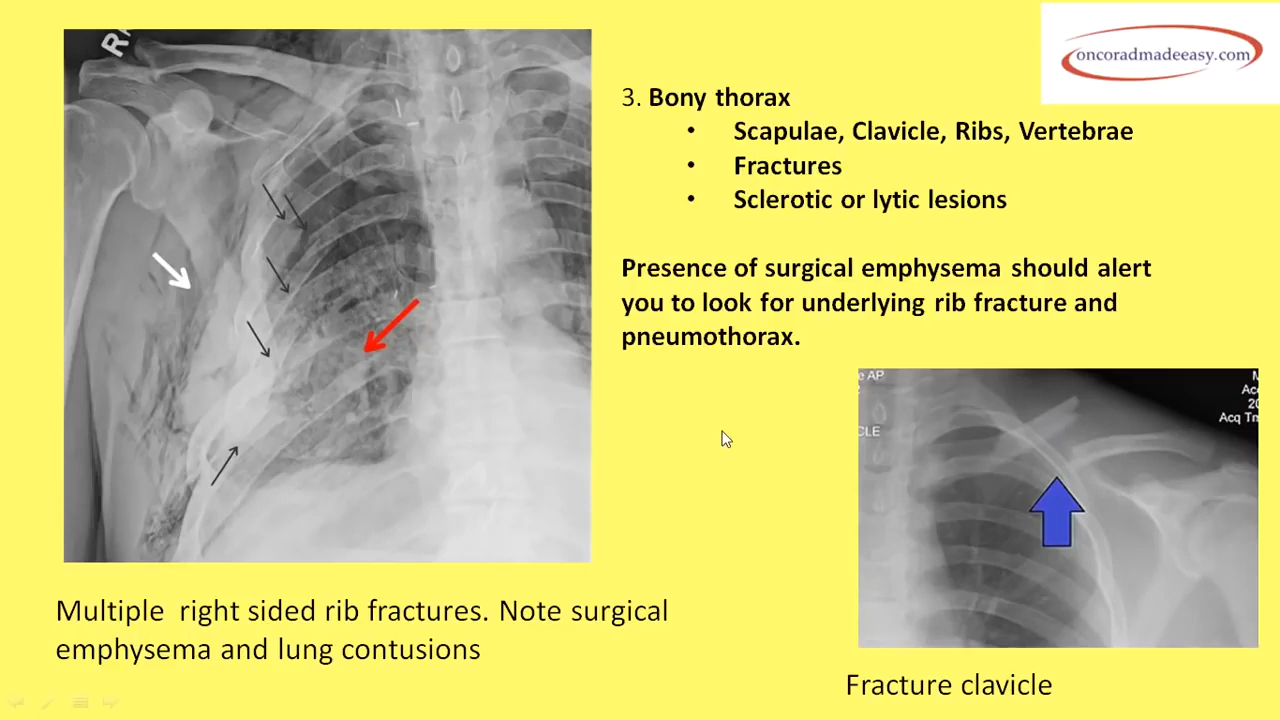 oncoradmadeeasy.com
3. Bony thorax
• Scapulae, Clavicle, Ribs, Vertebrae
• Fractures
• Sclerotic or lytic lesions
Presence of surgical emphysema should alert
you to look for underlying rib fracture and
pneumothorax.
e AP
Acq Tm
CLE
Multiple right sided rib fractures. Note surgical
emphysema and lung contusions
Fracture clavicle